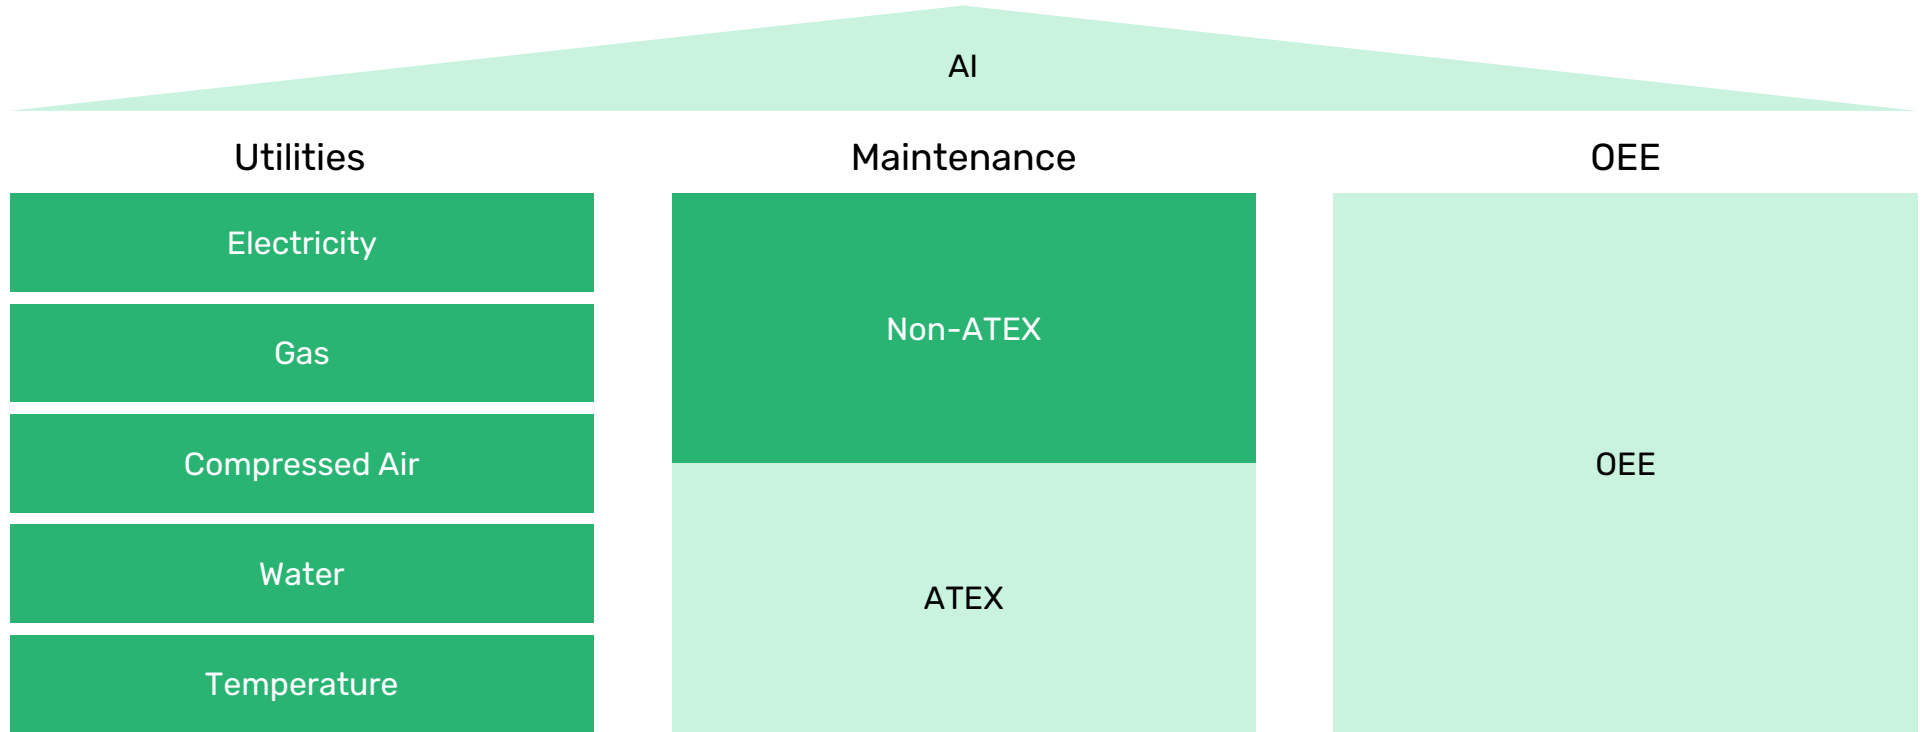 AI
Utilities
Electricity
Gas
Compressed Air
Water
Temperature
Maintenance
Non-ATEX
ATEX
OEE
OEE